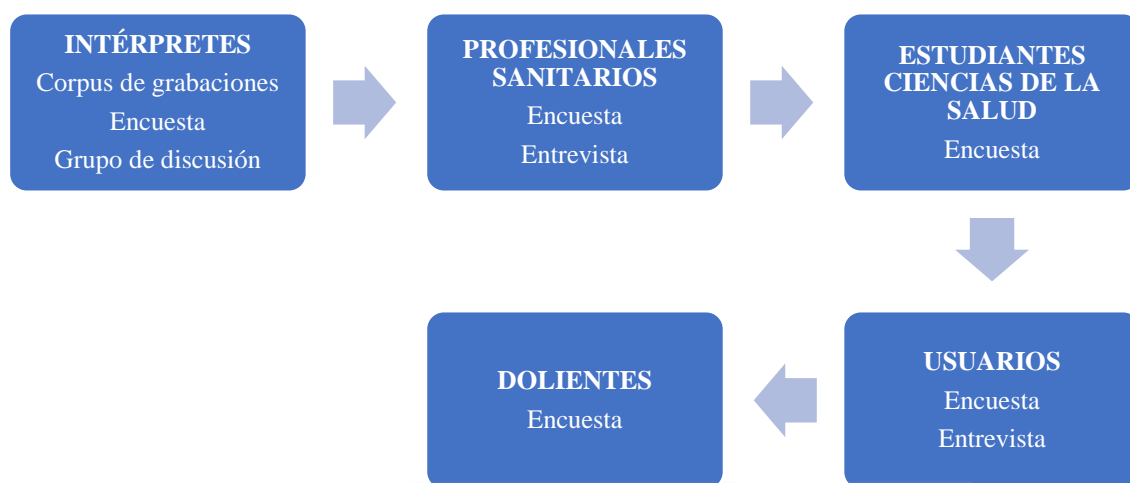 INTÉRPRETES
Corpus de grabaciones
Encuesta
Grupo de discusión
PROFESIONALES
SANITARIOS
Encuesta
Entrevista
ESTUDIANTES
CIENCIAS DE LA
SALUD
Encuesta
USUARIOS
Encuesta
Entrevista
DOLIENTES
Encuesta